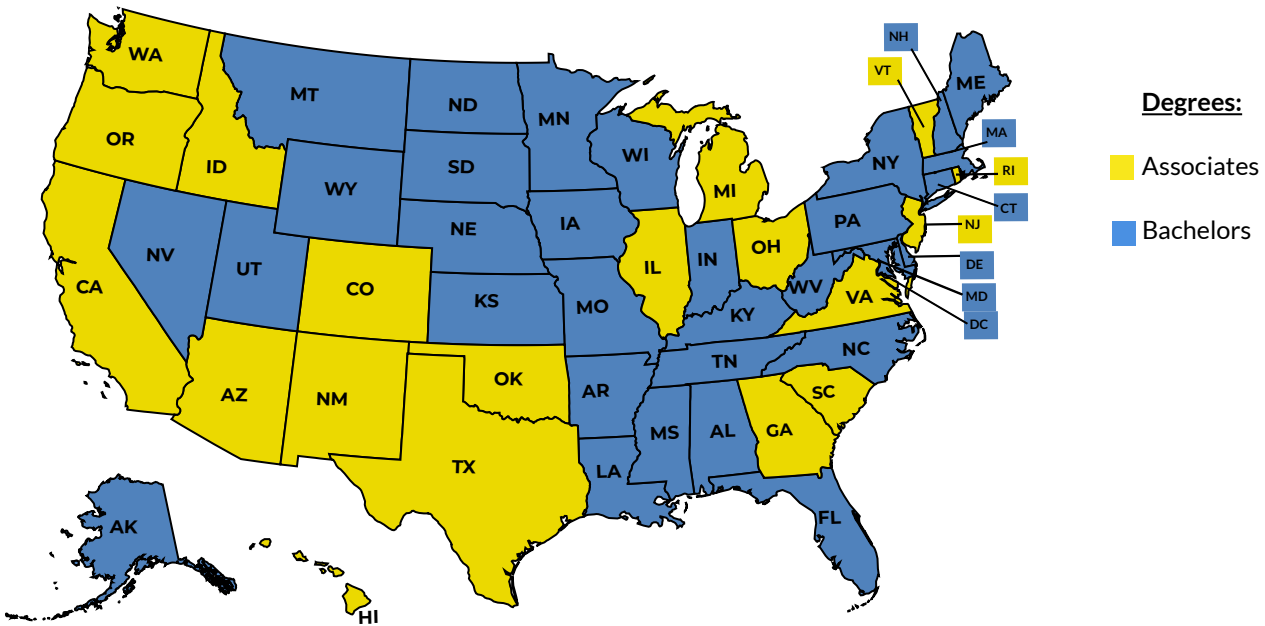 WA
MT
ND
MN
OR
ID
WY
SD
WI
MI
NY
ME
NH
VT
MA
RI
CT
NJ
DE
MD
DC
NV
UT
CO
NE
IA
IL
IN
OH
PA
CA
KS
MO
KY
WV
VA
AZ
NM
OK
AR
TN
NC
SC
TX
LA
MS
AL
GA
FL
AK
HI
Degrees:
Associates
Bachelors